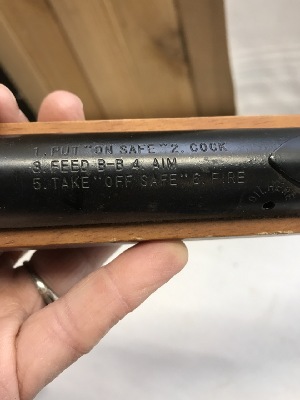 1. PUT "ON SAFE" 2. COCK
3. FEED B-B 4. AIM
5. TAKE "OFF SAFE" 6. FIRE